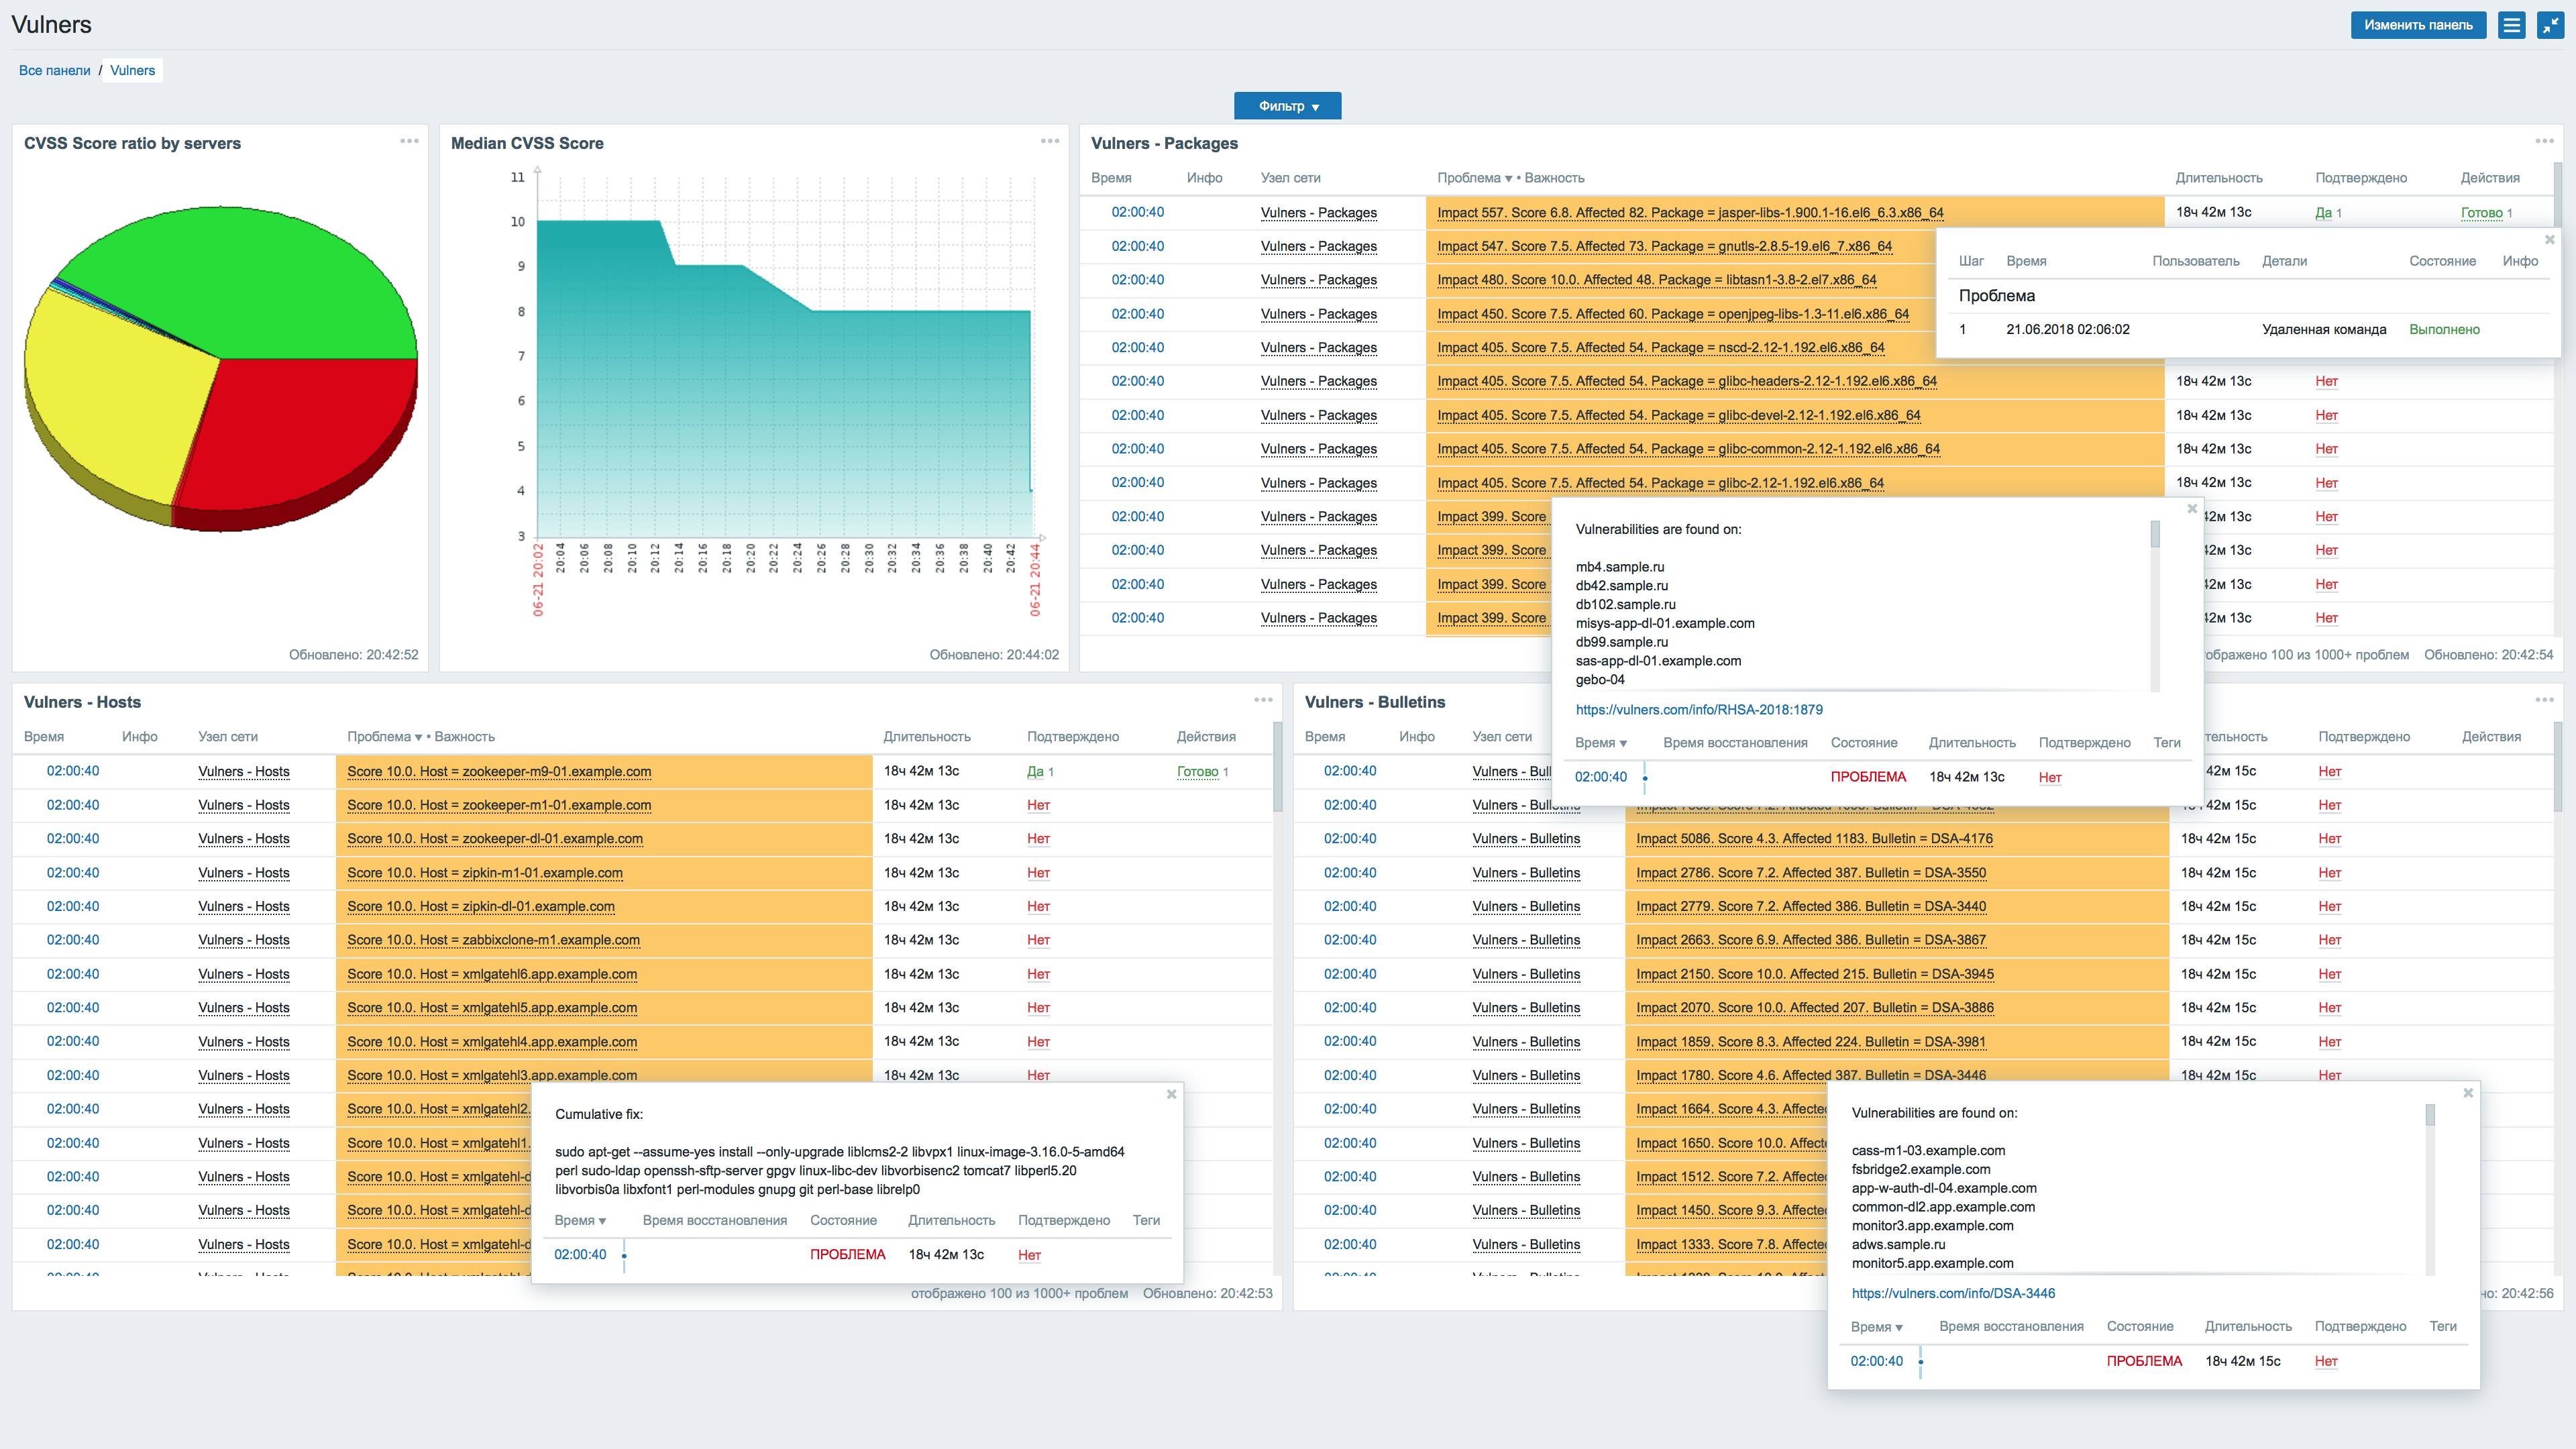 Vulners
Изменить панель
Все панели / Vulners
Фильтр ▼
CVSS Score ratio by servers
Обновлено: 20:42:52
Median CVSS Score
11
10
9
8
7
6
5
4
3
06-21 20:02 20:04 20:06 20:08 20:10 20:12 20:14 20:16 20:18 20:20 20:22 20:24 20:26 20:28 20:30 20:32 20:34 20:36 20:38 20:40 20:42 06-21 20:44
Обновлено: 20:44:02
Vulners - Packages
Время Инфо Узел сети Проблема ▼ • Важность Длительность Подтверждено Действия
02:00:40 Vulners - Packages Impact 557. Score 6.8. Affected 82. Package = jasper-libs-1.900.1-16.el6_6.3.x86_64 18ч 42м 13с Да 1 Готово 1
02:00:40 Vulners - Packages Impact 547. Score 7.5. Affected 73. Package = gnutls-2.8.5-19.el6_7.x86_64
02:00:40 Vulners - Packages Impact 480. Score 10.0. Affected 48. Package = libtasn1-3.8-2.el7.x86_64
02:00:40 Vulners - Packages Impact 450. Score 7.5. Affected 60. Package = openjpeg-libs-1.3-11.el6.x86_64
02:00:40 Vulners - Packages Impact 405. Score 7.5. Affected 54. Package = nscd-2.12-1.192.el6.x86_64
02:00:40 Vulners - Packages Impact 405. Score 7.5. Affected 54. Package = glibc-headers-2.12-1.192.el6.x86_64 18ч 42м 13с Нет
02:00:40 Vulners - Packages Impact 405. Score 7.5. Affected 54. Package = glibc-devel-2.12-1.192.el6.x86_64 18ч 42м 13с Нет
02:00:40 Vulners - Packages Impact 405. Score 7.5. Affected 54. Package = glibc-common-2.12-1.192.el6.x86_64 18ч 42м 13с Нет
02:00:40 Vulners - Packages Impact 405. Score 7.5. Affected 54. Package = glibc-2.12-1.192.el6.x86_64 18ч 42м 13с Нет
02:00:40 Vulners - Packages Impact 399. Score 42м 13с Нет
02:00:40 Vulners - Packages Impact 399. Score 42м 13с Нет
02:00:40 Vulners - Packages Impact 399. Score 42м 13с Нет
02:00:40 Vulners - Packages Impact 399. Score 42м 13с Нет
100 из 1000+ проблем Обновлено: 20:42:54
Шаг Время Пользователь Детали Состояние Инфо
Проблема
1 21.06.2018 02:06:02 Удаленная команда Выполнено
Vulnerabilities are found on:
mb4.sample.ru
db42.sample.ru
db102.sample.ru
misys-app-dl-01.example.com
db99.sample.ru
sas-app-dl-01.example.com
gebo-04
https://vulners.com/info/RHSA-2018:1879
Время ▼ Время восстановления Состояние Длительность Подтверждено Теги
02:00:40 ПРОБЛЕМА 18ч 42м 13с Нет
Vulners - Hosts
Время Инфо Узел сети Проблема ▼ • Важность Длительность Подтверждено Действия
02:00:40 Vulners - Hosts Score 10.0. Host = zookeeper-m9-01.example.com 18ч 42м 13с Да 1 Готово 1
02:00:40 Vulners - Hosts Score 10.0. Host = zookeeper-m1-01.example.com 18ч 42м 13с Нет
02:00:40 Vulners - Hosts Score 10.0. Host = zookeeper-dl-01.example.com 18ч 42м 13с Нет
02:00:40 Vulners - Hosts Score 10.0. Host = zipkin-m1-01.example.com 18ч 42м 13с Нет
02:00:40 Vulners - Hosts Score 10.0. Host = zipkin-dl-01.example.com 18ч 42м 13с Нет
02:00:40 Vulners - Hosts Score 10.0. Host = zabbixclone-m1.example.com 18ч 42м 13с Нет
02:00:40 Vulners - Hosts Score 10.0. Host = xmlgatehl6.app.example.com 18ч 42м 13с Нет
02:00:40 Vulners - Hosts Score 10.0. Host = xmlgatehl5.app.example.com 18ч 42м 13с Нет
02:00:40 Vulners - Hosts Score 10.0. Host = xmlgatehl4.app.example.com 18ч 42м 13с Нет
02:00:40 Vulners - Hosts Score 10.0. Host = xmlgatehl3.app.example.com 18ч 42м 13с Нет
02:00:40 Vulners - Hosts Score 10.0. Host = xmlgatehl2.
02:00:40 Vulners - Hosts Score 10.0. Host = xmlgatehl1.
02:00:40 Vulners - Hosts Score 10.0. Host = xmlgatehl-d
02:00:40 Vulners - Hosts Score 10.0. Host = xmlgatehl-d
02:00:40 Vulners - Hosts Score 10.0. Host = xmlgatehl-d
отображено 100 из 1000+ проблем Обновлено: 20:42:53
Cumulative fix:
sudo apt-get --assume-yes install --only-upgrade liblcms2-2 libvpx1 linux-image-3.16.0-5-amd64
perl sudo-ldap openssh-sftp-server gpgv linux-libc-dev libvorbisenc2 tomcat7 libperl5.20
libvorbis0a libxfont1 perl-modules gnupg git perl-base librelp0
Время ▼ Время восстановления Состояние Длительность Подтверждено Теги
02:00:40 ПРОБЛЕМА 18ч 42м 13с Нет
Vulners - Bulletins
Время Инфо Узел сети Подтверждено Действия
02:00:40 Vulners - 42м 15с Нет
02:00:40 Vulners - 42м 15с Нет
02:00:40 Vulners - Bulletins Impact 5086. Score 4.3. Affected 1183. Bulletin = DSA-4176 18ч 42м 15с Нет
02:00:40 Vulners - Bulletins Impact 2786. Score 7.2. Affected 387. Bulletin = DSA-3550 18ч 42м 15с Нет
02:00:40 Vulners - Bulletins Impact 2779. Score 7.2. Affected 386. Bulletin = DSA-3440 18ч 42м 15с Нет
02:00:40 Vulners - Bulletins Impact 2663. Score 6.9. Affected 386. Bulletin = DSA-3867 18ч 42м 15с Нет
02:00:40 Vulners - Bulletins Impact 2150. Score 10.0. Affected 215. Bulletin = DSA-3945 18ч 42м 15с Нет
02:00:40 Vulners - Bulletins Impact 2070. Score 10.0. Affected 207. Bulletin = DSA-3886 18ч 42м 15с Нет
02:00:40 Vulners - Bulletins Impact 1859. Score 8.3. Affected 224. Bulletin = DSA-3981 18ч 42м 15с Нет
02:00:40 Vulners - Bulletins Impact 1780. Score 4.6. Affected 387. Bulletin = DSA-3446 18ч 42м 15с Нет
02:00:40 Vulners - Bulletins Impact 1664. Score 4.3. Affecte
02:00:40 Vulners - Bulletins Impact 1650. Score 10.0. Affect
02:00:40 Vulners - Bulletins Impact 1512. Score 7.2. Affecte
02:00:40 Vulners - Bulletins Impact 1450. Score 9.3. Affecte
02:00:40 Vulners - Bulletins Impact 1333. Score 7.8. Affecte
20:42:56
Vulnerabilities are found on:
cass-m1-03.example.com
fsbridge2.example.com
app-w-auth-dl-04.example.com
common-dl2.app.example.com
monitor3.app.example.com
adws.sample.ru
monitor5.app.example.com
https://vulners.com/info/DSA-3446
Время ▼ Время восстановления Состояние Длительность Подтверждено Теги
02:00:40 ПРОБЛЕМА 18ч 42м 15с Нет